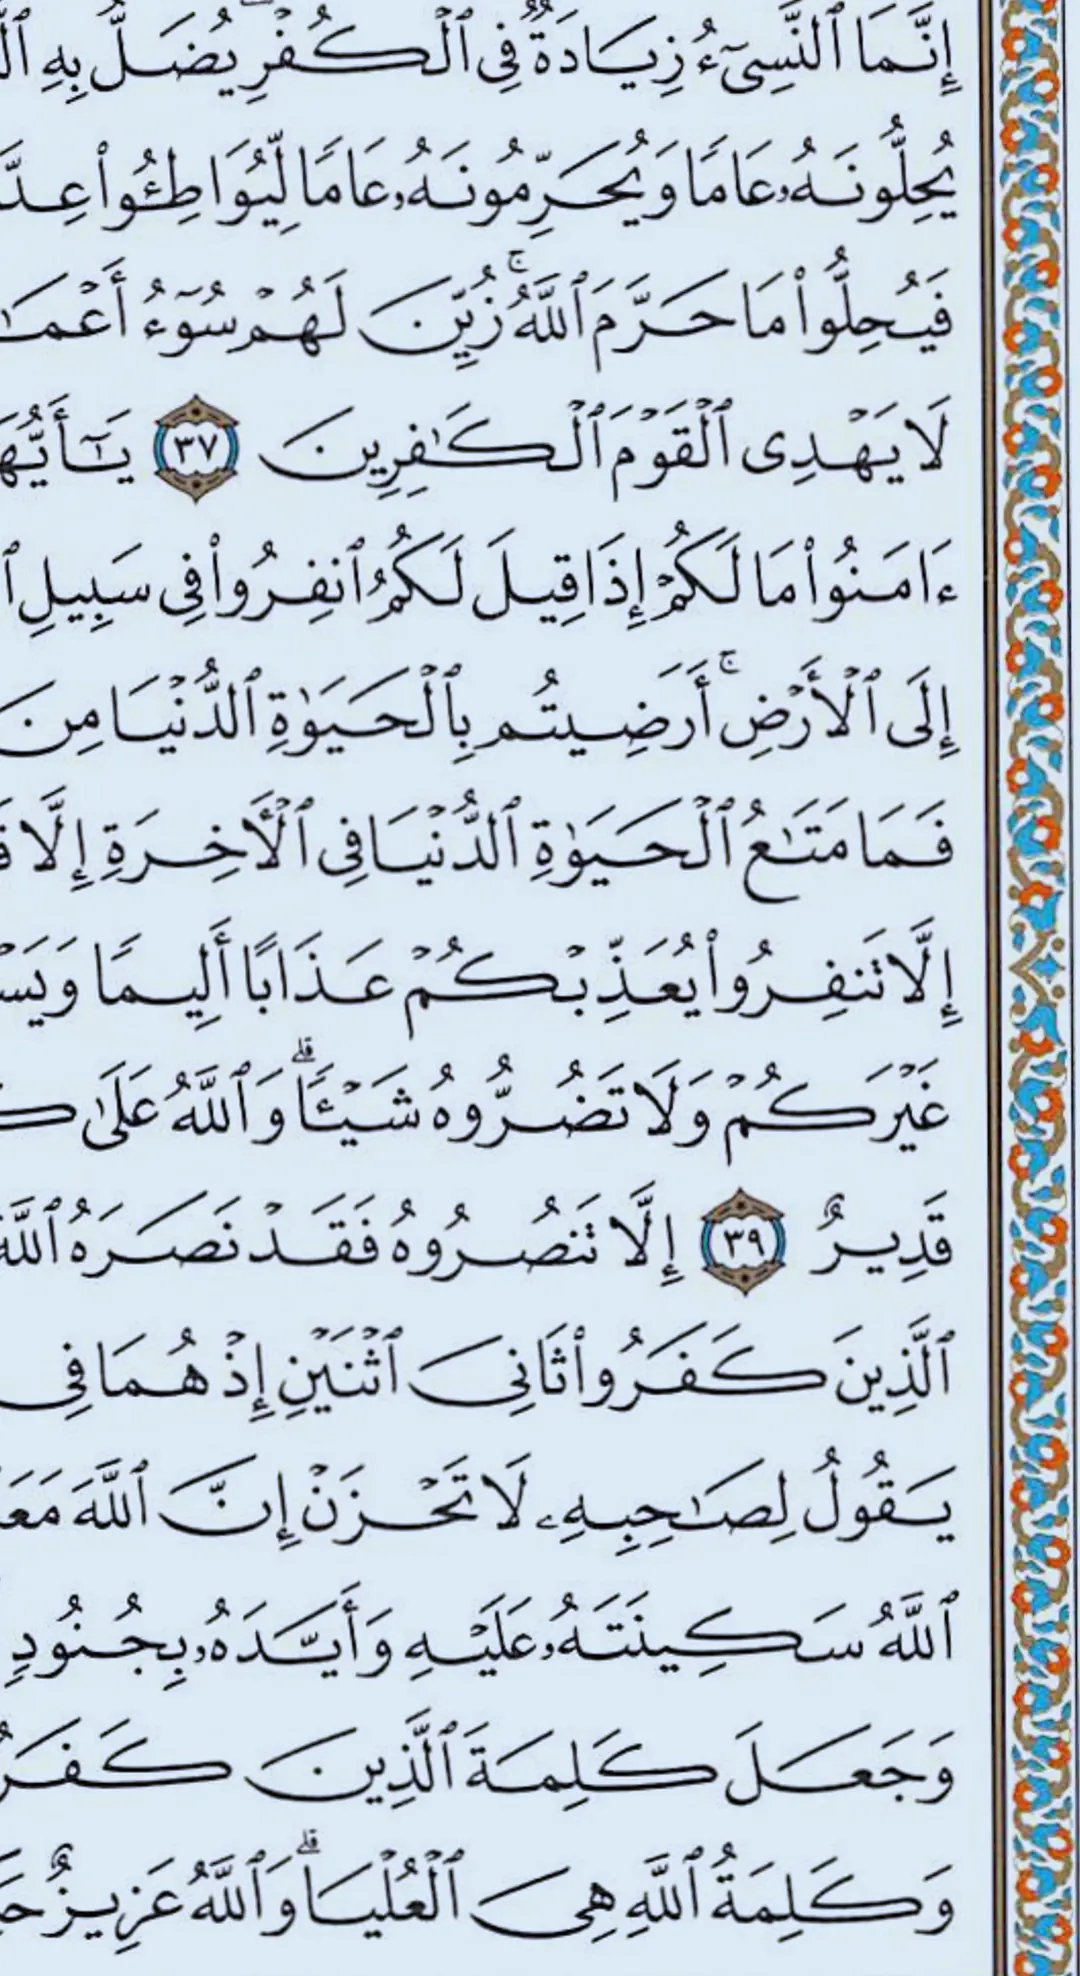 إِنَّمَا ٱلنَّسِىٓءُ زِيَادَةٌ فِى ٱلْكُفْرِ يُضَلُّ بِهِ
يُحِلُّونَهُۥ عَامًا وَيُحَرِّمُونَهُۥ عَامًا لِّيُوَاطِـُٔوا۟ عِدَّ
فَيُحِلُّوا۟ مَا حَرَّمَ ٱللَّهُ ۚ زُيِّنَ لَهُمْ سُوٓءُ أَعْمَـٰ
لَا يَهْدِى ٱلْقَوْمَ ٱلْكَـٰفِرِينَ ٣٧ يَـٰٓأَيُّهَ
ءَامَنُوا۟ مَا لَكُمْ إِذَا قِيلَ لَكُمُ ٱنفِرُوا۟ فِى سَبِيلِ
إِلَى ٱلْأَرْضِ ۚ أَرَضِيتُم بِٱلْحَيَوٰةِ ٱلدُّنْيَا مِنَ
فَمَا مَتَـٰعُ ٱلْحَيَوٰةِ ٱلدُّنْيَا فِى ٱلْـَٔاخِرَةِ إِلَّا
إِلَّا تَنفِرُوا۟ يُعَذِّبْكُمْ عَذَابًا أَلِيمًا وَيَسْ
غَيْرَكُمْ وَلَا تَضُرُّوهُ شَيْـًٔا ۗ وَٱللَّهُ عَلَىٰ
قَدِيرٌ ٣٩ إِلَّا تَنصُرُوهُ فَقَدْ نَصَرَهُ ٱللَّهُ
ٱلَّذِينَ كَفَرُوا۟ ثَانِىَ ٱثْنَيْنِ إِذْ هُمَا فِى
يَقُولُ لِصَـٰحِبِهِۦ لَا تَحْزَنْ إِنَّ ٱللَّهَ مَعَ
ٱللَّهُ سَكِينَتَهُۥ عَلَيْهِ وَأَيَّدَهُۥ بِجُنُودٍ
وَجَعَلَ كَلِمَةَ ٱلَّذِينَ كَفَرُ
وَكَلِمَةُ ٱللَّهِ هِىَ ٱلْعُلْيَا ۗ وَٱللَّهُ عَزِيزٌ حَ